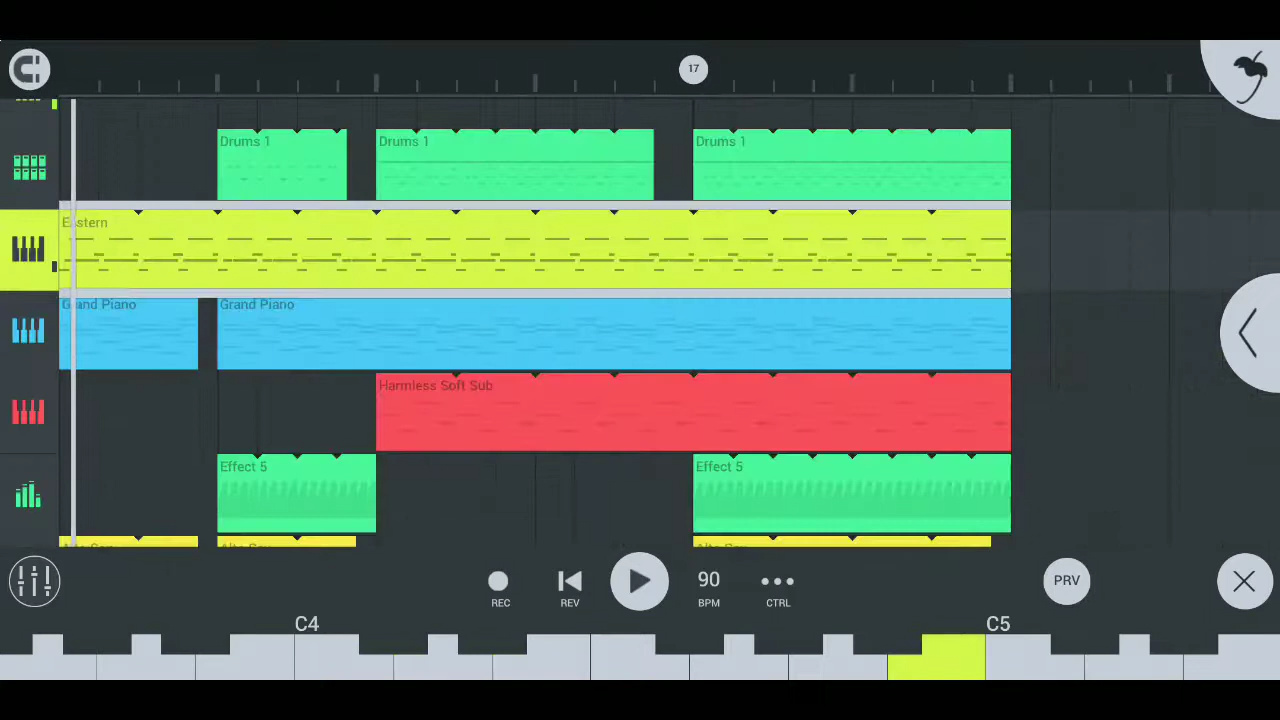 17
Drums 1
Drums 1
Drums 1
Eastern
Grand Piano
Grand Piano
Harmless Soft Sub
Effect 5
Effect 5
90
PRV
REC
REV
BPM
CTRL
C4
C5